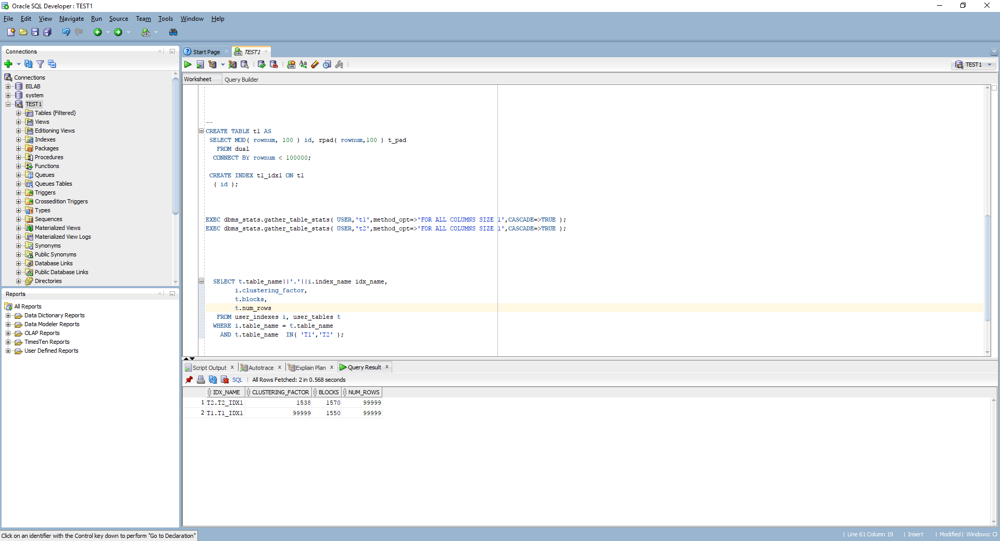 Oracle SQL Developer : TEST1
File Edit View Navigate Run Source Team Tools Window Help
Connections
Connections
BILAB
system
TEST1
Tables (Filtered)
Views
Editioning Views
Indexes
Packages
Procedures
Functions
Queues
Queues Tables
Triggers
Crossedition Triggers
Types
Sequences
Materialized Views
Materialized View Logs
Synonyms
Public Synonyms
Database Links
Public Database Links
Directories
Reports
All Reports
Data Dictionary Reports
Data Modeler Reports
OLAP Reports
TimesTen Reports
User Defined Reports
Start Page TEST1
TEST1
Worksheet Query Builder
--
CREATE TABLE t1 AS
SELECT MOD( rownum, 100 ) id, rpad( rownum,100 ) t_pad
FROM dual
CONNECT BY rownum < 100000;
CREATE INDEX t1_idx1 ON t1
( id );
EXEC dbms_stats.gather_table_stats( USER,'t1',method_opt=>'FOR ALL COLUMNS SIZE 1',CASCADE=>TRUE );
EXEC dbms_stats.gather_table_stats( USER,'t2',method_opt=>'FOR ALL COLUMNS SIZE 1',CASCADE=>TRUE );
SELECT t.table_name||'.'||i.index_name idx_name,
i.clustering_factor,
t.blocks,
t.num_rows
FROM user_indexes i, user_tables t
WHERE i.table_name = t.table_name
AND t.table_name IN( 'T1','T2' );
Script Output Autotrace Explain Plan Query Result
SQL All Rows Fetched: 2 in 0.568 seconds
IDX_NAME CLUSTERING_FACTOR BLOCKS NUM_ROWS
1 T2.T2_IDX1 1538 1570 99999
2 T1.T1_IDX1 99999 1550 99999
Click on an identifier with the Control key down to perform "Go to Declaration"
Line 61 Column 19 Insert Modified Windows: CF